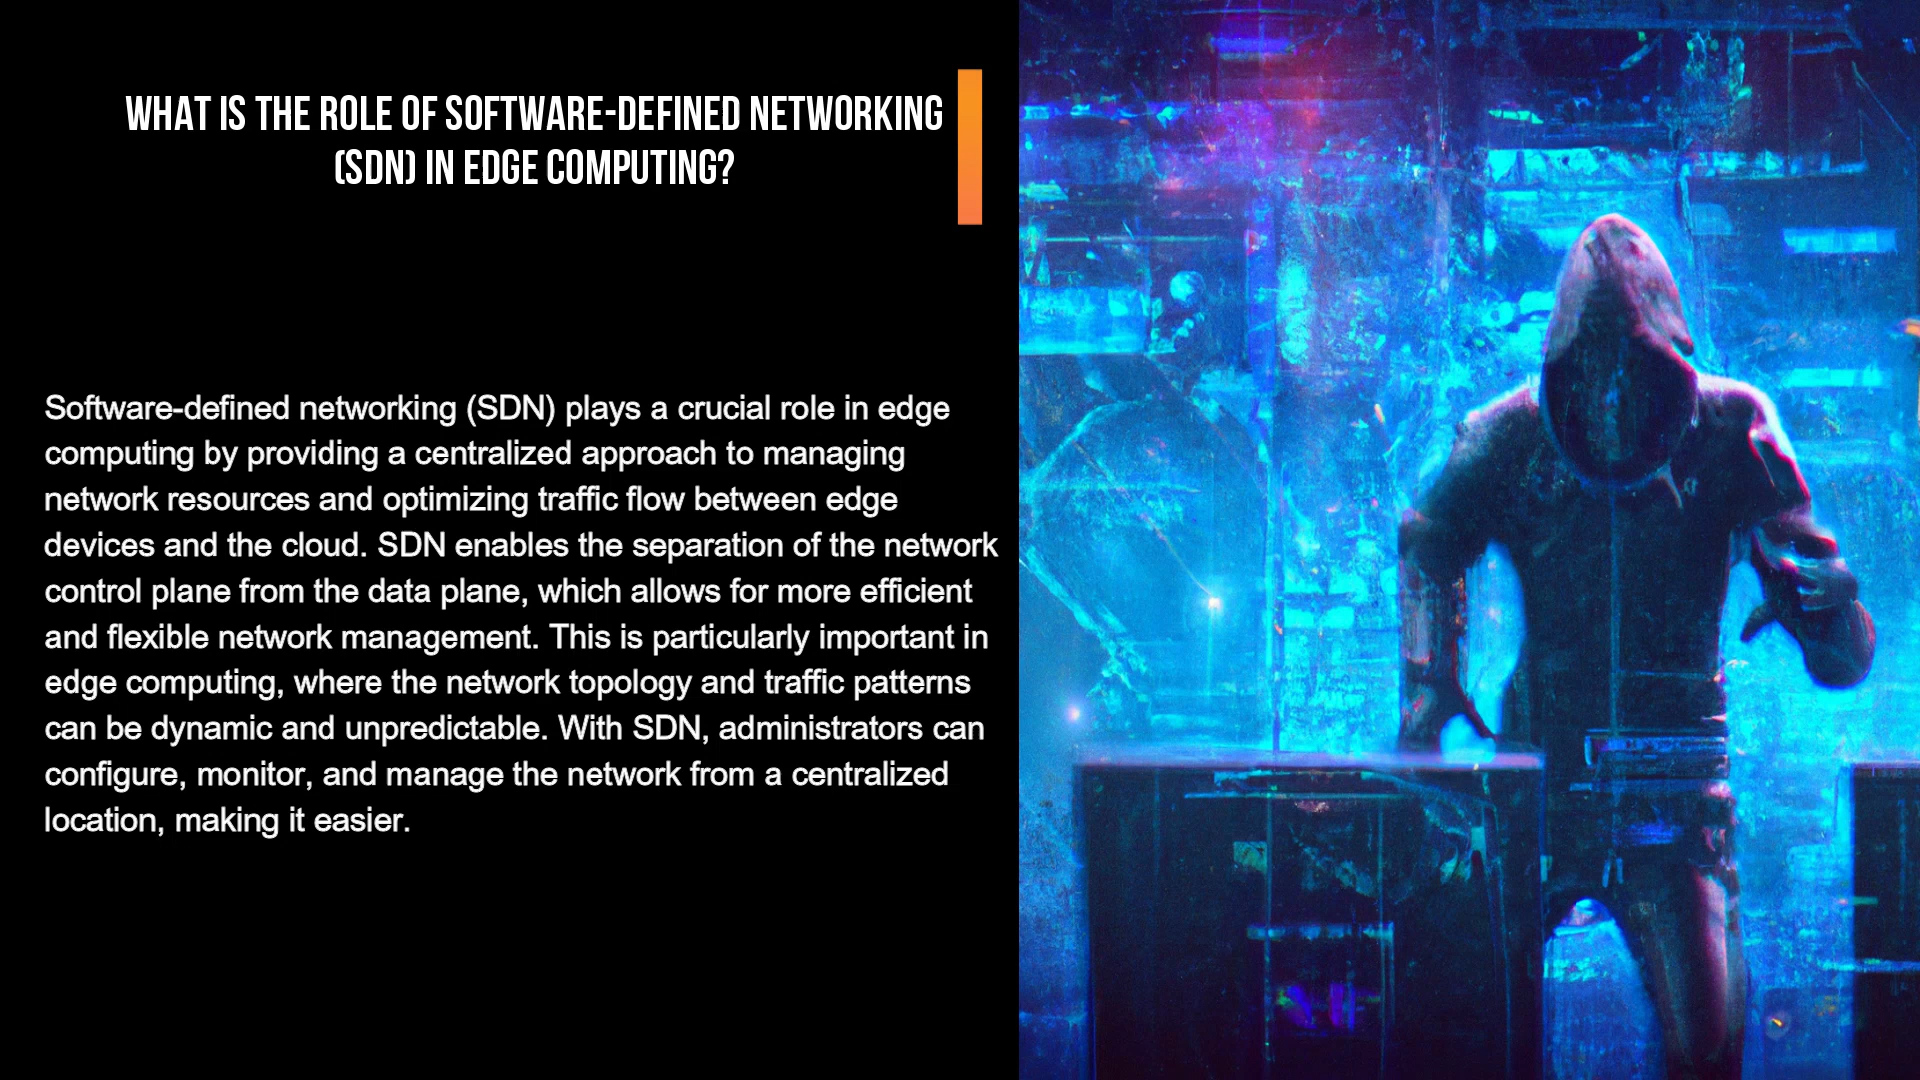 WHAT IS THE ROLE OF SOFTWARE-DEFINED NETWORKING
(SDN) IN EDGE COMPUTING?
Software-defined networking (SDN) plays a crucial role in edge
computing by providing a centralized approach to managing
network resources and optimizing traffic flow between edge
devices and the cloud. SDN enables the separation of the network
control plane from the data plane, which allows for more efficient
and flexible network management. This is particularly important in
edge computing, where the network topology and traffic patterns
can be dynamic and unpredictable. With SDN, administrators can
configure, monitor, and manage the network from a centralized
location, making it easier.